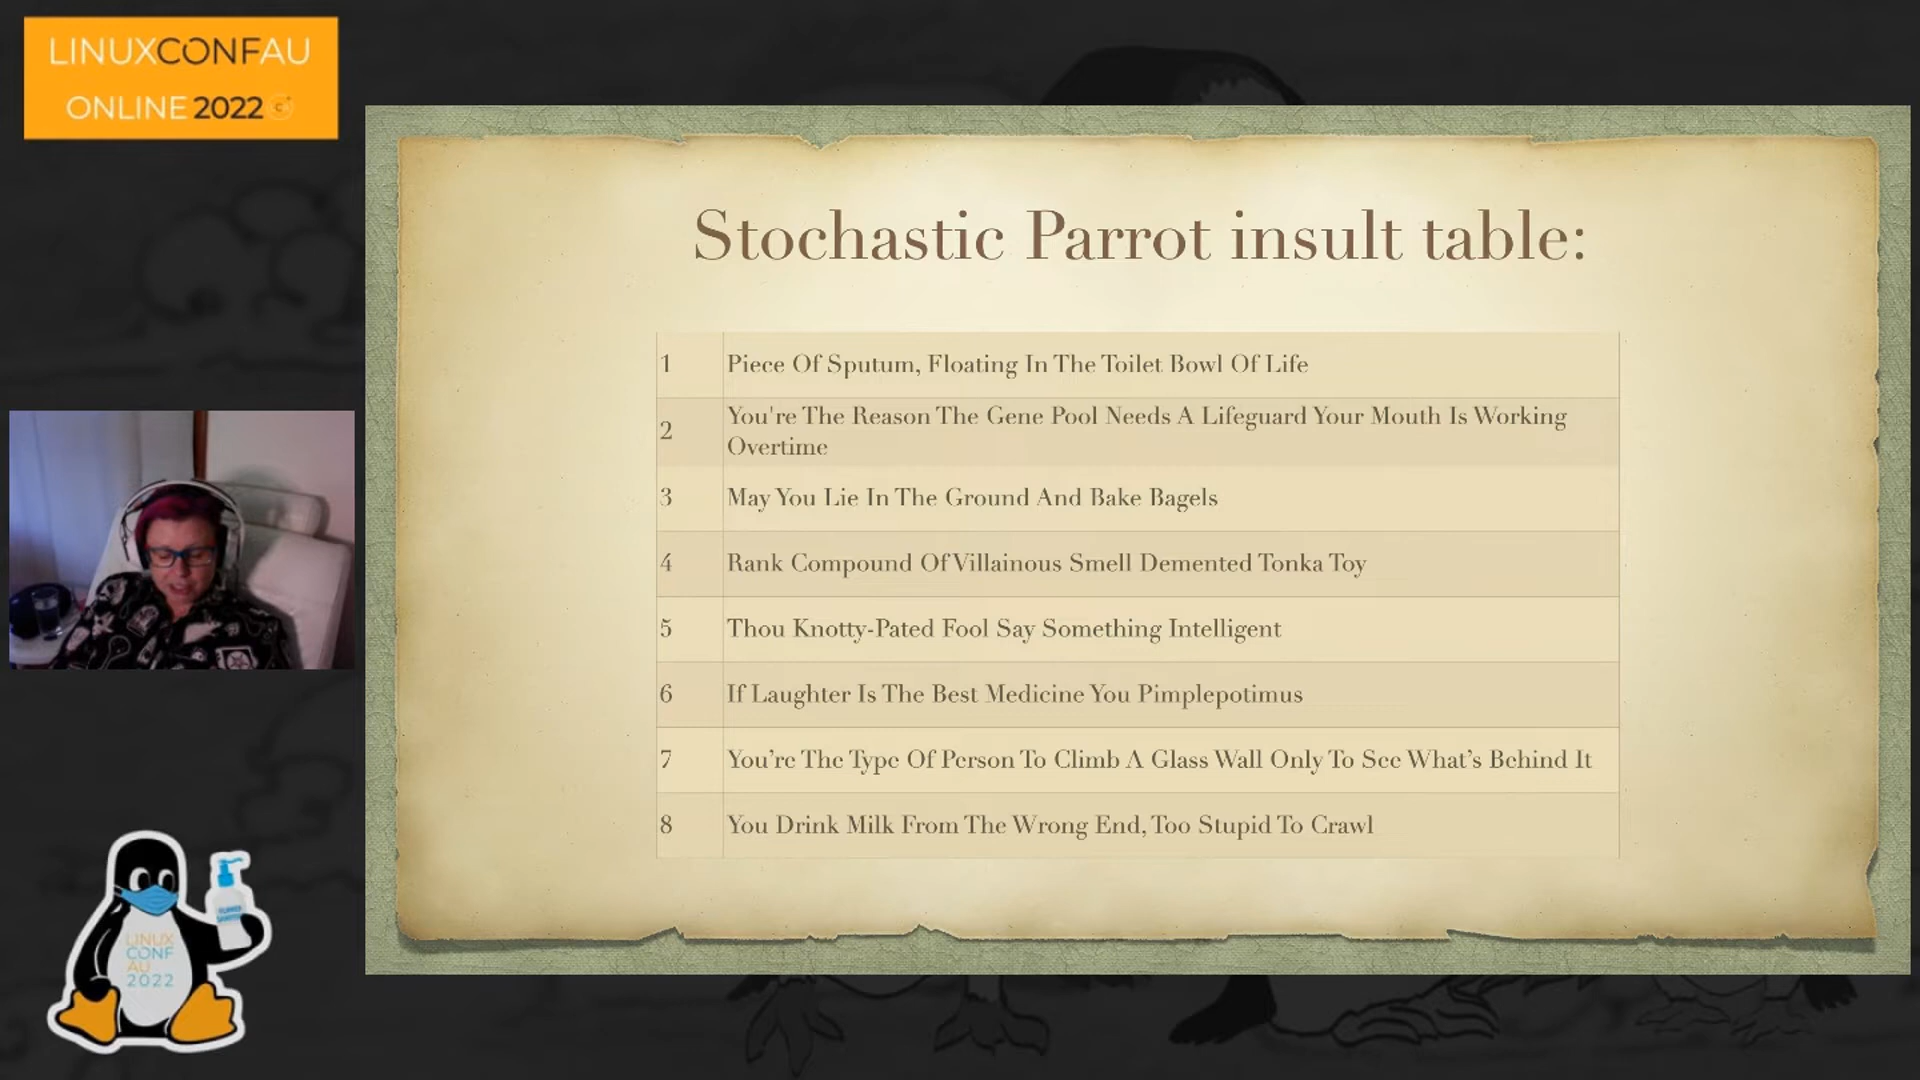 LINUXCONFAU
ONLINE 2022
Stochastic Parrot insult table:
1 Piece Of Sputum, Floating In The Toilet Bowl Of Life
2 You're The Reason The Gene Pool Needs A Lifeguard Your Mouth Is Working
Overtime
3 May You Lie In The Ground And Bake Bagels
4 Rank Compound Of Villainous Smell Demented Tonka Toy
5 Thou Knotty-Pated Fool Say Something Intelligent
6 If Laughter Is The Best Medicine You Pimplepotimus
7 You’re The Type Of Person To Climb A Glass Wall Only To See What’s Behind It
8 You Drink Milk From The Wrong End, Too Stupid To Crawl
LINUX
CONF
AU
2022